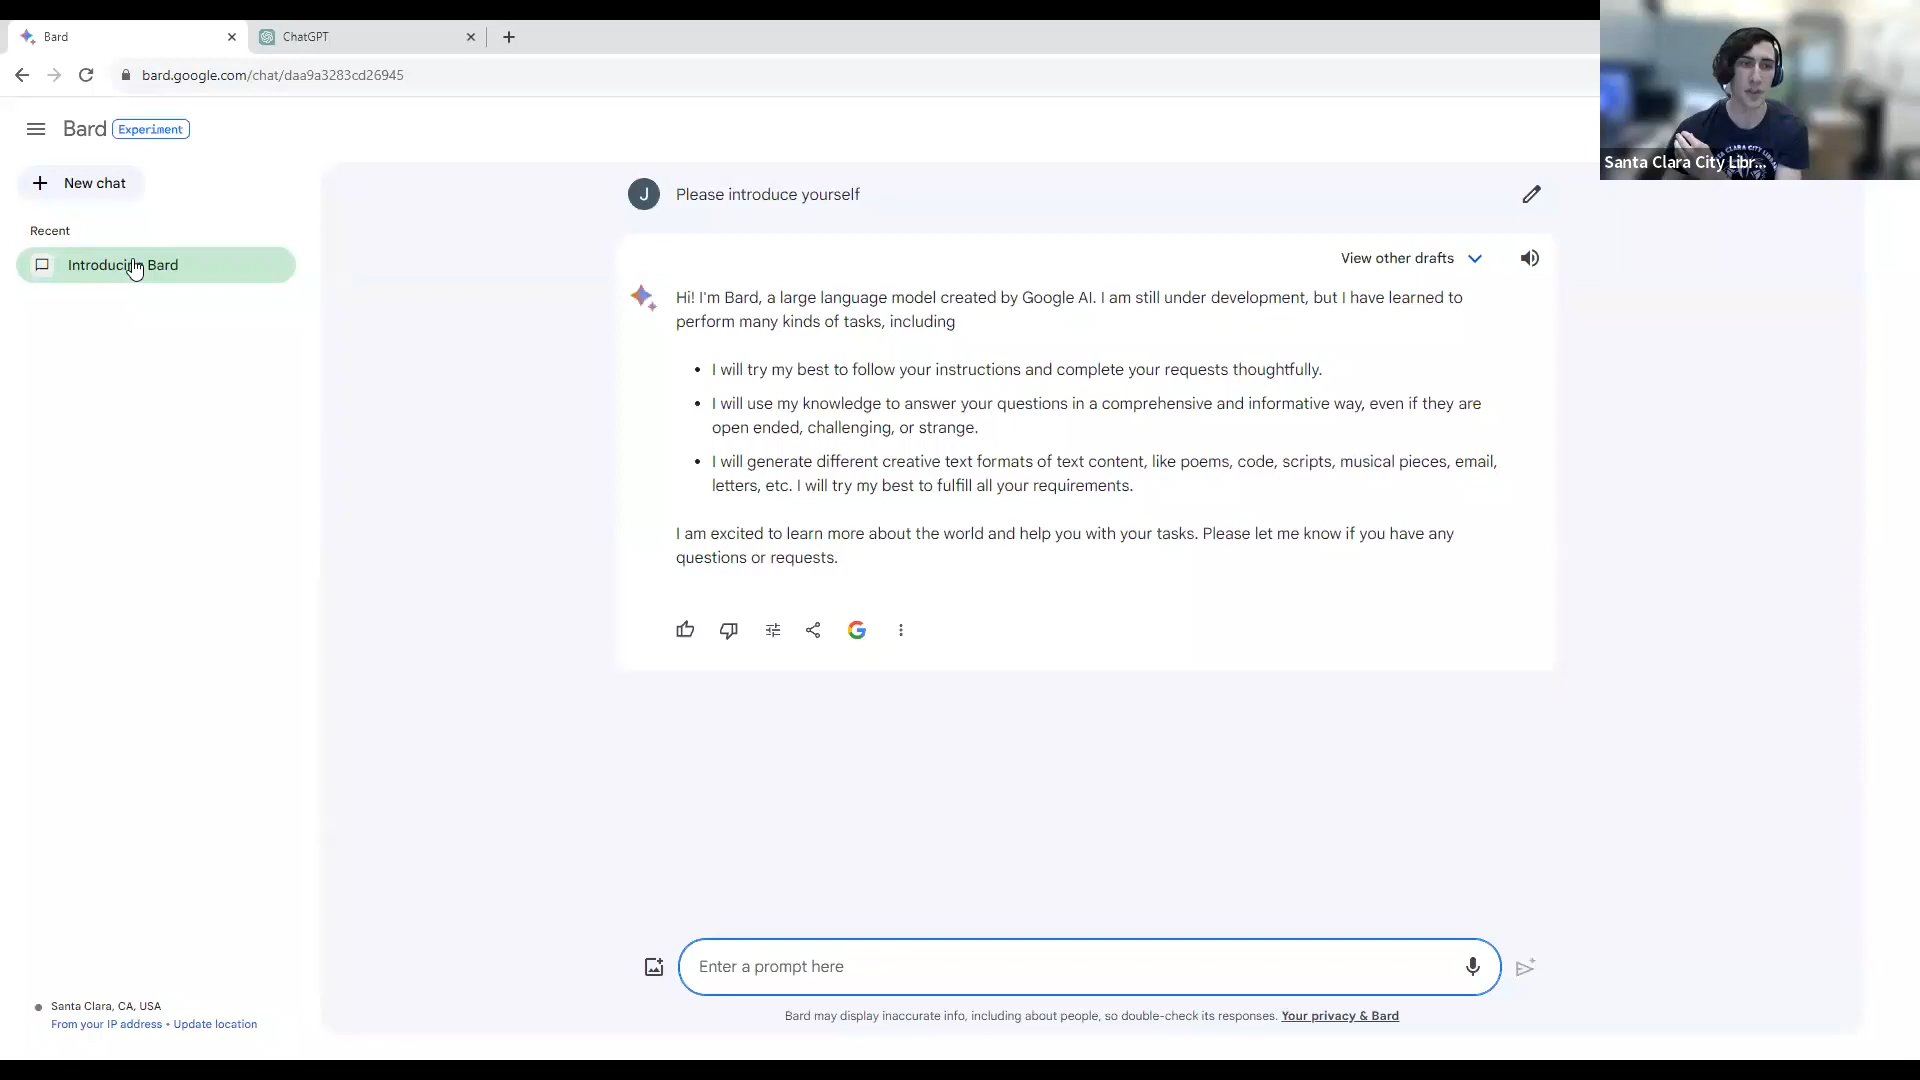 Bard
ChatGPT
bard.google.com/chat/daa9a3283cd26945
Bard Experiment
New chat
Recent
Introducing Bard
J Please introduce yourself
View other drafts
Hi! I'm Bard, a large language model created by Google AI. I am still under development, but I have learned to
perform many kinds of tasks, including
• I will try my best to follow your instructions and complete your requests thoughtfully.
• I will use my knowledge to answer your questions in a comprehensive and informative way, even if they are
open ended, challenging, or strange.
• I will generate different creative text formats of text content, like poems, code, scripts, musical pieces, email,
letters, etc. I will try my best to fulfill all your requirements.
I am excited to learn more about the world and help you with your tasks. Please let me know if you have any
questions or requests.
Enter a prompt here
Bard may display inaccurate info, including about people, so double-check its responses. Your privacy & Bard
Santa Clara, CA, USA
From your IP address • Update location
Santa Clara City Libr...